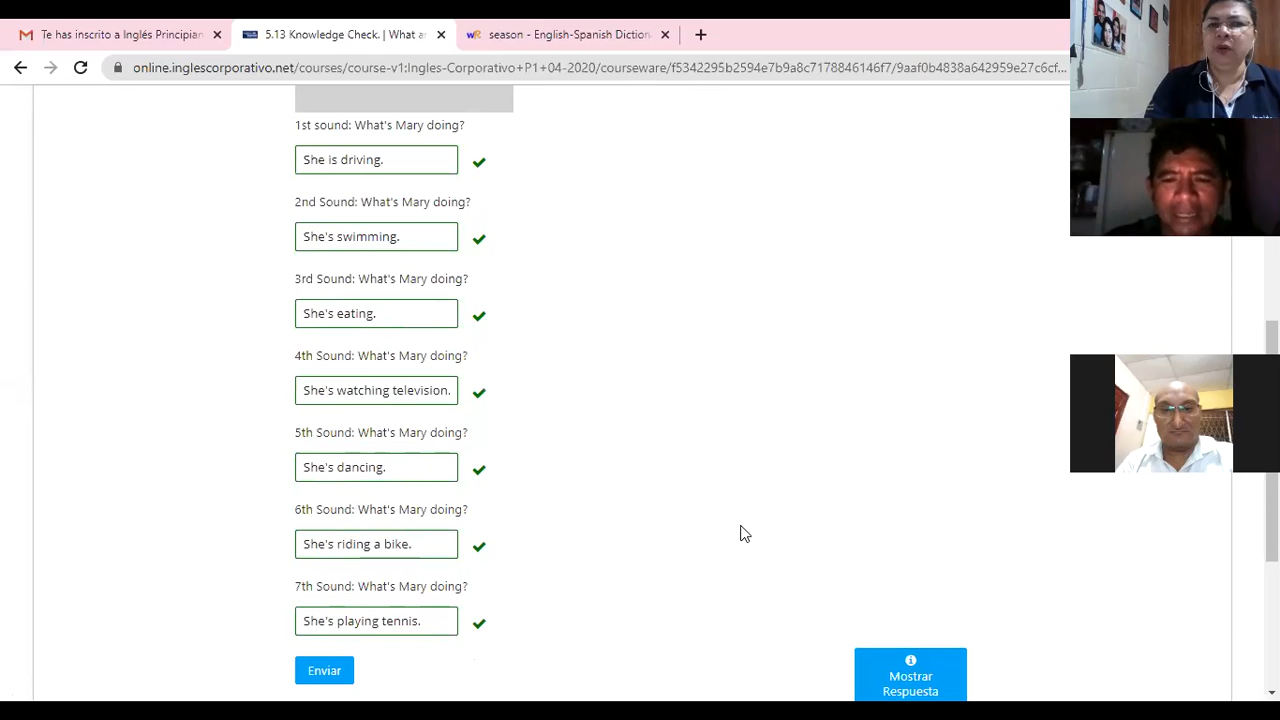 Te has inscrito a Inglés Principian
5.13 Knowledge Check. | What ar
season - English-Spanish Dictior
online.inglescorporativo.net/courses/course-v1:Ingles-Corporativo+P1+04-2020/courseware/f5342295b2594e7b9a8c7178846146f7/9aaf0b4838a642959e27c6cf...
1st sound: What's Mary doing?
She is driving.
2nd Sound: What's Mary doing?
She's swimming.
3rd Sound: What's Mary doing?
She's eating.
4th Sound: What's Mary doing?
She's watching television.
5th Sound: What's Mary doing?
She's dancing.
6th Sound: What's Mary doing?
She's riding a bike.
7th Sound: What's Mary doing?
She's playing tennis.
Enviar
Mostrar
Respuesta